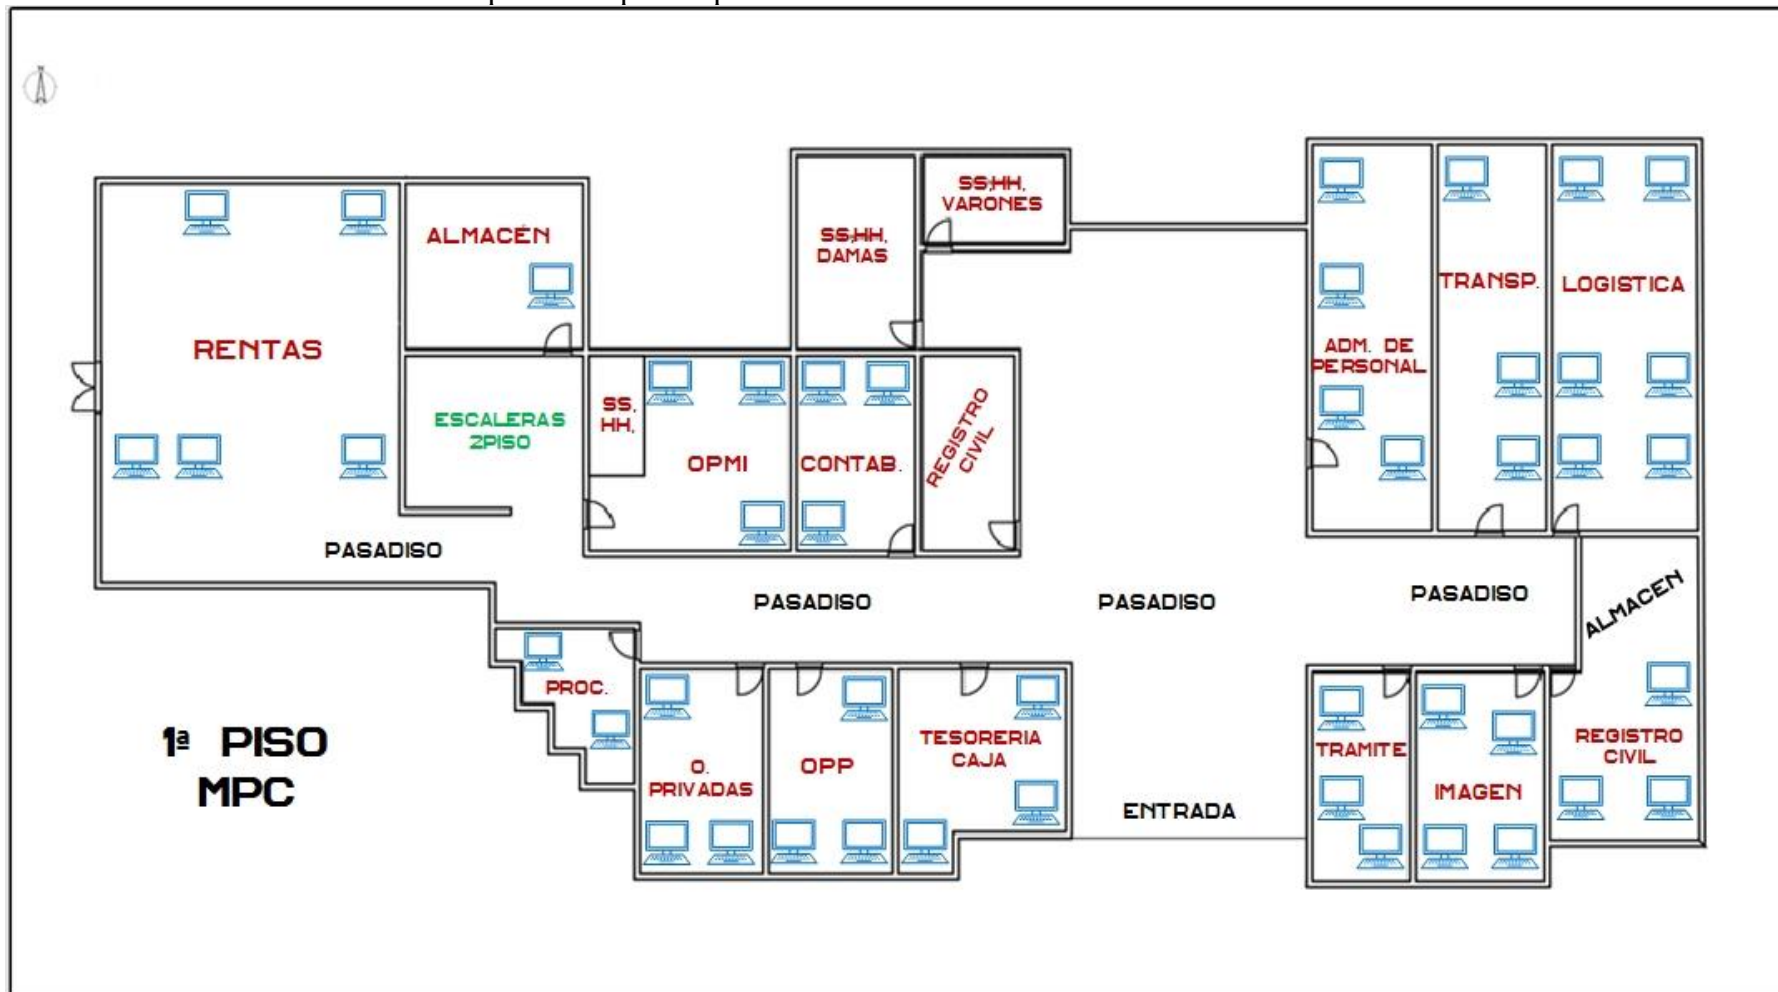 SS,HH,
VARONES
ALMACÉN
SS,HH,
DAMAS
TRANSP.
LOGISTICA
RENTAS
ADM. DE
PERSONAL
ESCALERAS
2PISO
SS,
HH,
OPMI
CONTAB.
REGISTRO
CIVIL
PASADISO
PASADISO
PASADISO
PASADISO
ALMACEN
PROC.
1ª PISO
MPC
O.
PRIVADAS
OPP
TESORERIA
CAJA
ENTRADA
TRAMITE
IMAGEN
REGISTRO
CIVIL